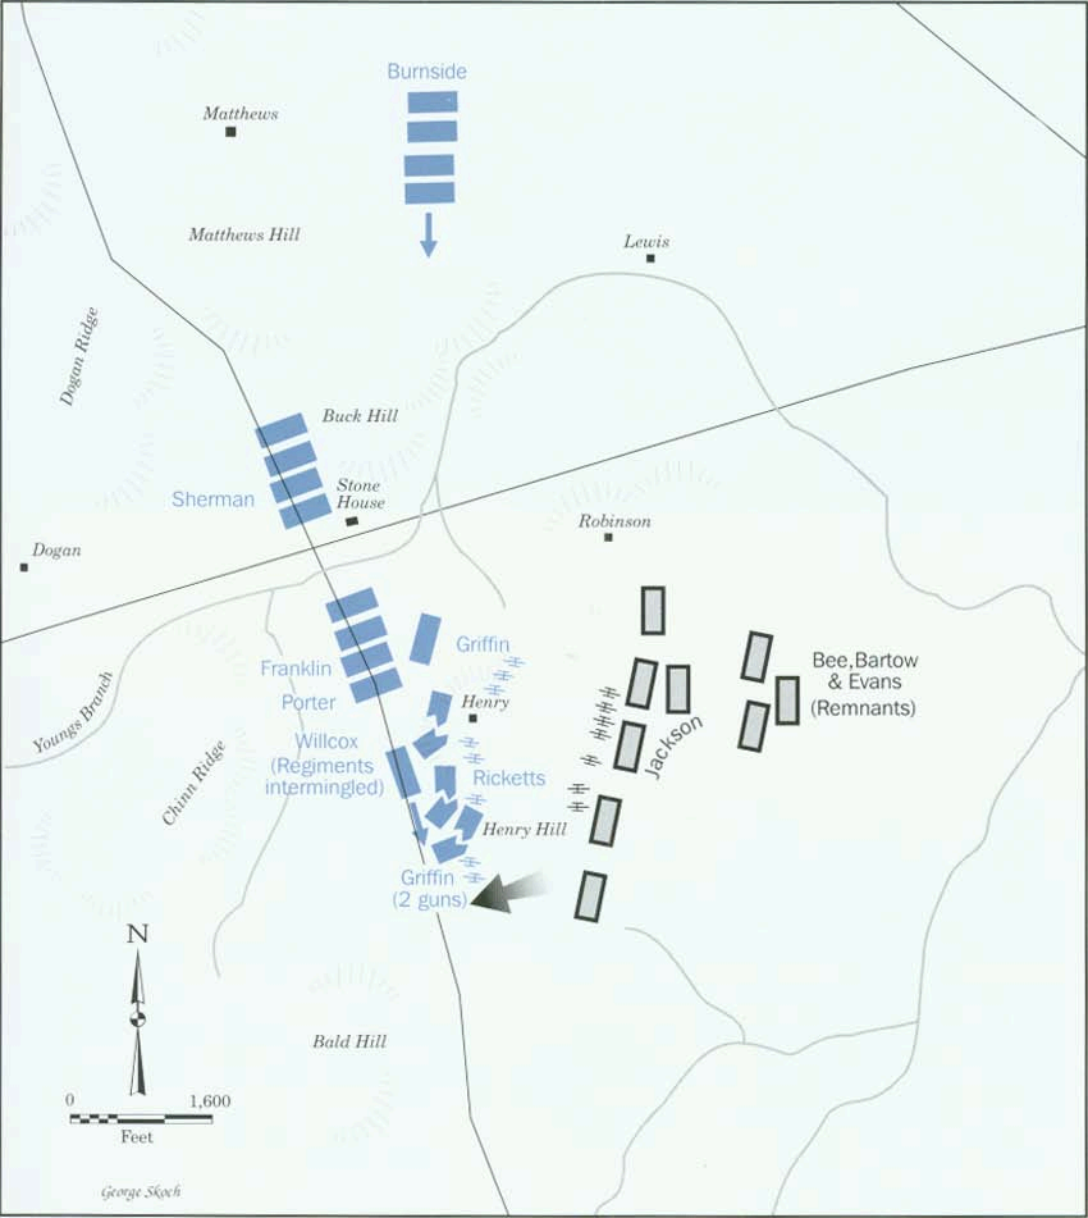 Burnside
Matthews
Matthews Hill
Lewis
Dogan Ridge
Buck Hill
Stone
House
Sherman
Robinson
Dogan
Griffin
Franklin
Bee,Bartow
& Evans
(Remnants)
Porter
Henry
Youngs Branch
Willcox
(Regiments
intermingled)
Jackson
Chinn Ridge
Ricketts
Henry Hill
Griffin
(2 guns)
N
Bald Hill
0 1,600
Feet
George Skoch